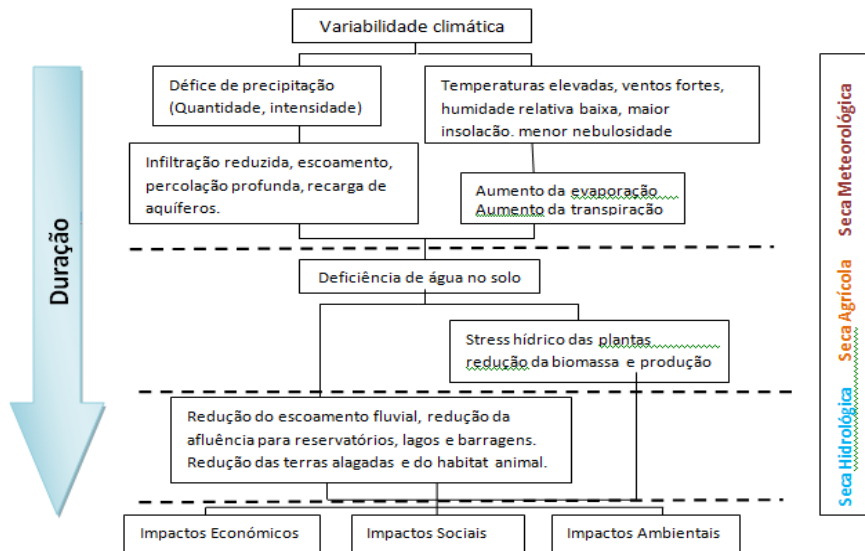 Variabilidade climática
Défice de precipitação
(Quantidade, intensidade)
Temperaturas elevadas, ventos fortes,
humidade relativa baixa, maior
insolação. menor nebulosidade
Infiltração reduzida, escoamento,
percolação profunda, recarga de
aquíferos.
Aumento da evaporação
Aumento da transpiração
Deficiência de água no solo
Stress hídrico das plantas
redução da biomassa e produção
Redução do escoamento fluvial, redução da
afluência para reservatórios, lagos e barragens.
Redução das terras alagadas e do habitat animal.
Impactos Económicos
Impactos Sociais
Impactos Ambientais
Duração
Seca Meteorológica
Seca Agrícola
Seca Hidrológica